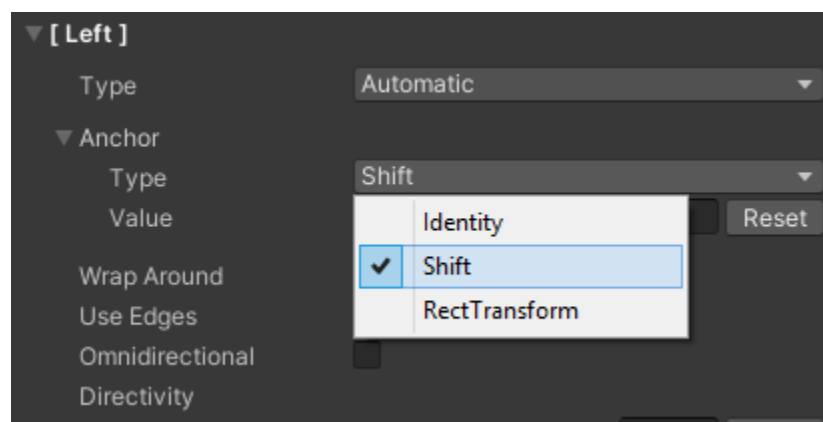 [ Left ]
Type Automatic
Anchor
Type Shift
Value Reset
Identity
Shift
RectTransform
Wrap Around
Use Edges
Omnidirectional
Directivity